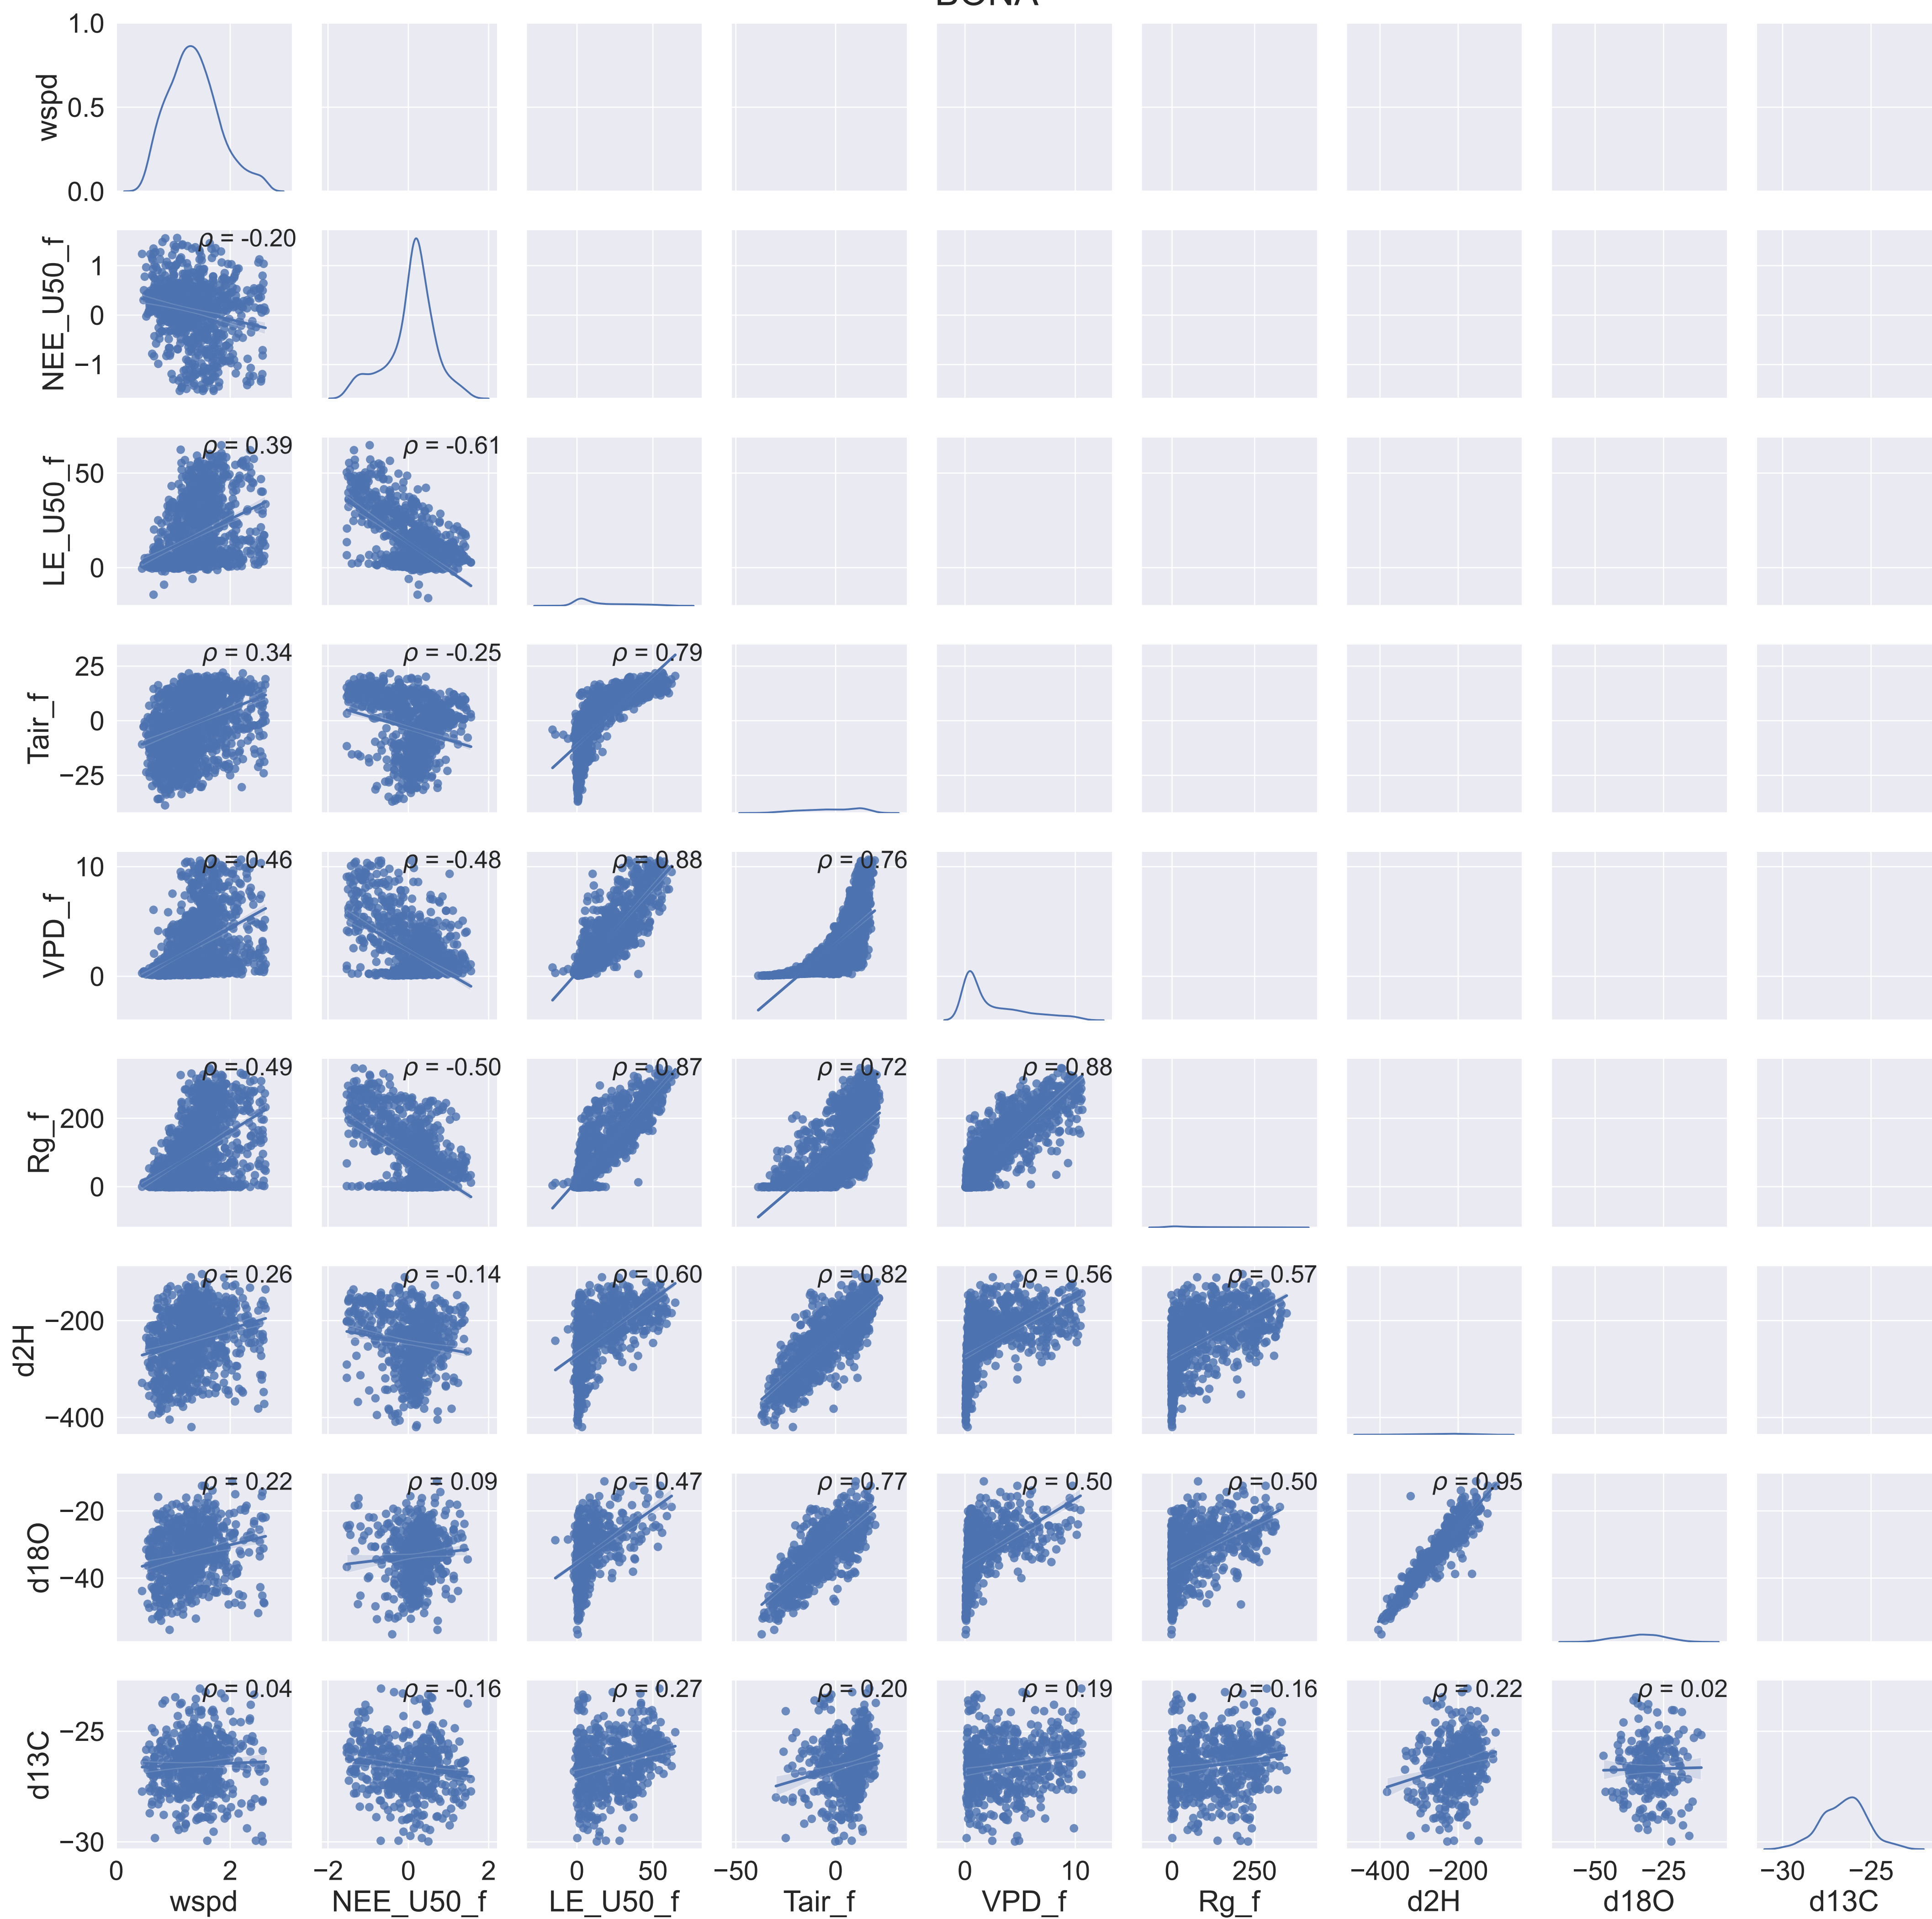 BONA
1.0
0.5
0.0
wspd
ρ = -0.20
1
0
−1
NEE_U50_f
ρ = 0.39
ρ = -0.61
50
0
LE_U50_f
ρ = 0.34
ρ = -0.25
ρ = 0.79
25
0
−25
Tair_f
ρ = 0.46
ρ = -0.48
ρ = 0.88
ρ = 0.76
10
0
VPD_f
ρ = 0.49
ρ = -0.50
ρ = 0.87
ρ = 0.72
ρ = 0.88
200
0
Rg_f
ρ = 0.26
ρ = -0.14
ρ = 0.60
ρ = 0.82
ρ = 0.56
ρ = 0.57
−200
−400
d2H
ρ = 0.22
ρ = 0.09
ρ = 0.47
ρ = 0.77
ρ = 0.50
ρ = 0.50
ρ = 0.95
−20
−40
d18O
ρ = 0.04
ρ = -0.16
ρ = 0.27
ρ = 0.20
ρ = 0.19
ρ = 0.16
ρ = 0.22
ρ = 0.02
−25
−30
d13C
0 2
−2 0 2
0 50
−50 0
0 10
0 250
−400 −200
−50 −25
−30 −25
wspd
NEE_U50_f
LE_U50_f
Tair_f
VPD_f
Rg_f
d2H
d18O
d13C